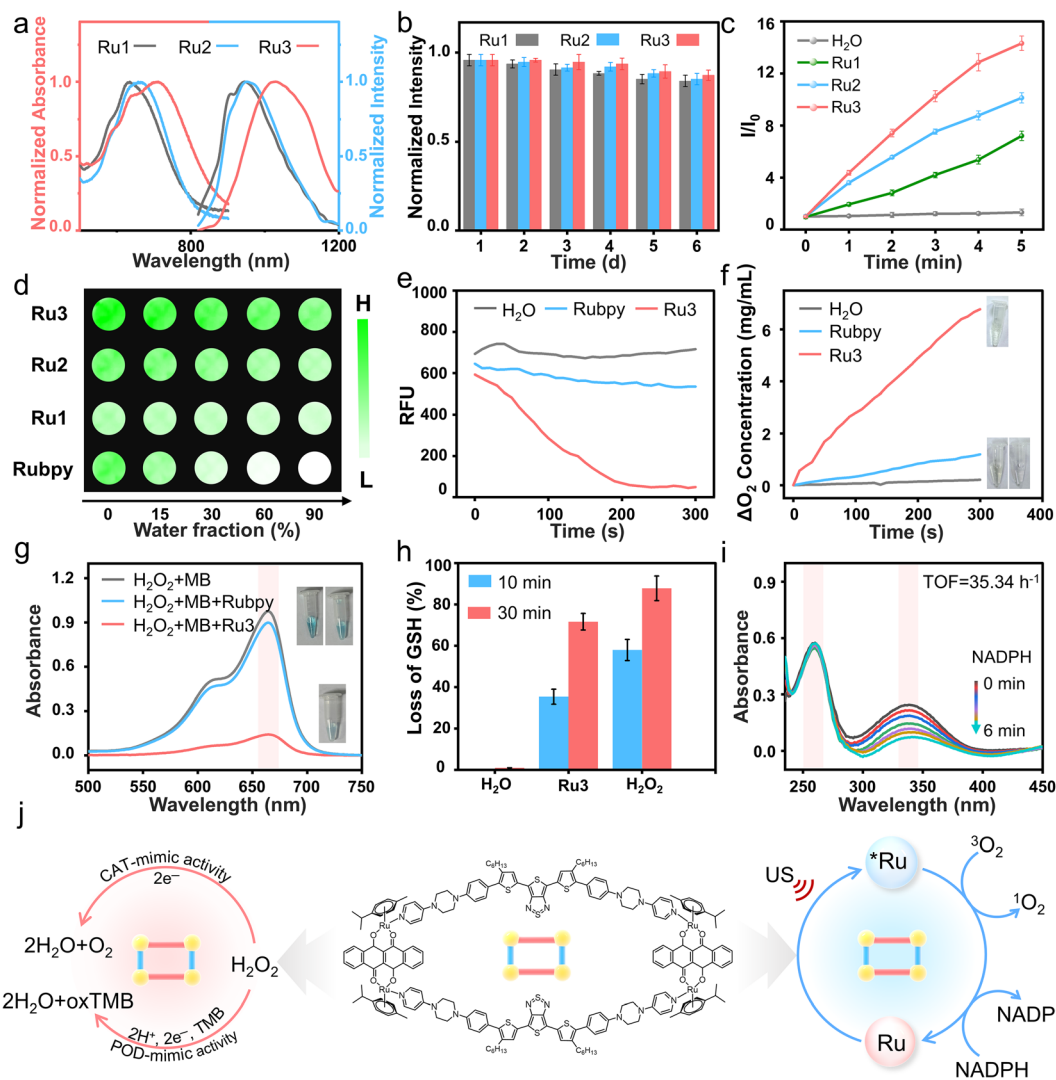 a
Ru1 Ru2 Ru3
Normalized Absorbance
1.0
0.5
0.0
Normalized Intensity
1.0
0.5
0.0
800 1200
Wavelength (nm)
b
Ru1 Ru2 Ru3
Normalized Intensity
1.0
0.5
0.0
1 2 3 4 5 6
Time (d)
c
H₂O
Ru1
Ru2
Ru3
I/I₀
16
12
8
4
0
0 1 2 3 4 5
Time (min)
d
Ru3
Ru2
Ru1
Rubpy
H
L
0 15 30 60 90
Water fraction (%)
e
H₂O Rubpy Ru3
RFU
1000
800
600
400
200
0
0 100 200 300
Time (s)
f
H₂O
Rubpy
Ru3
ΔO₂ Concentration (mg/mL)
6
4
2
0
0 100 200 300 400
Time (s)
g
H₂O₂+MB
H₂O₂+MB+Rubpy
H₂O₂+MB+Ru3
Absorbance
1.2
0.9
0.6
0.3
0.0
500 550 600 650 700 750
Wavelength (nm)
h
10 min
30 min
Loss of GSH (%)
100
80
60
40
20
0
H₂O Ru3 H₂O₂
i
TOF=35.34 h⁻¹
NADPH
0 min
6 min
Absorbance
0.9
0.6
0.3
0.0
250 300 350 400 450
Wavelength (nm)
j
CAT-mimic activity
2e⁻
2H₂O+O₂
H₂O₂
2H₂O+oxTMB
2H⁺, 2e⁻, TMB
POD-mimic activity
C₆H₁₃ C₆H₁₃
S S S N S N
N N N N N N
Ru Ru
O O O O
O O O O
Ru Ru
N N N N N N
S N S N S S
C₆H₁₃ C₆H₁₃
US
*Ru
³O₂
¹O₂
Ru
NADP
NADPH